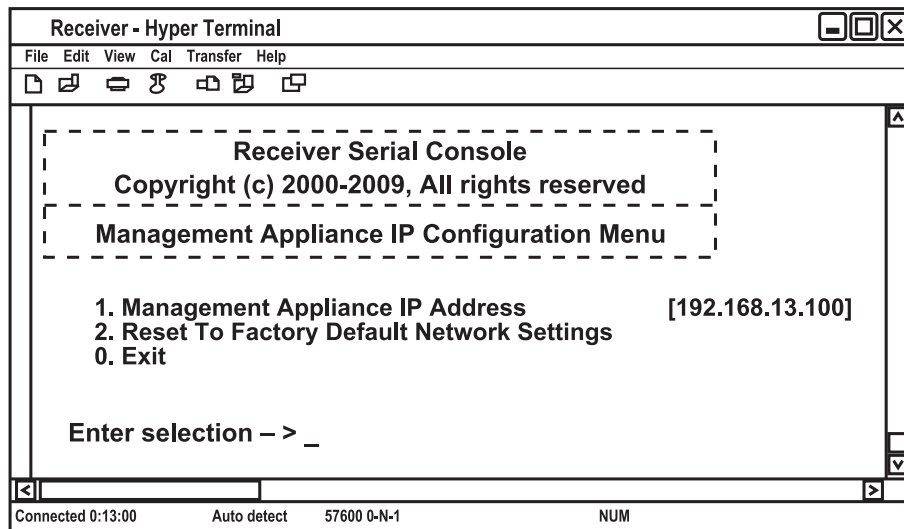 Receiver - Hyper Terminal
File Edit View Cal Transfer Help
Receiver Serial Console
Copyright (c) 2000-2009, All rights reserved
Management Appliance IP Configuration Menu
1. Management Appliance IP Address [192.168.13.100]
2. Reset To Factory Default Network Settings
0. Exit
Enter selection – > _
Connected 0:13:00 Auto detect 57600 0-N-1 NUM